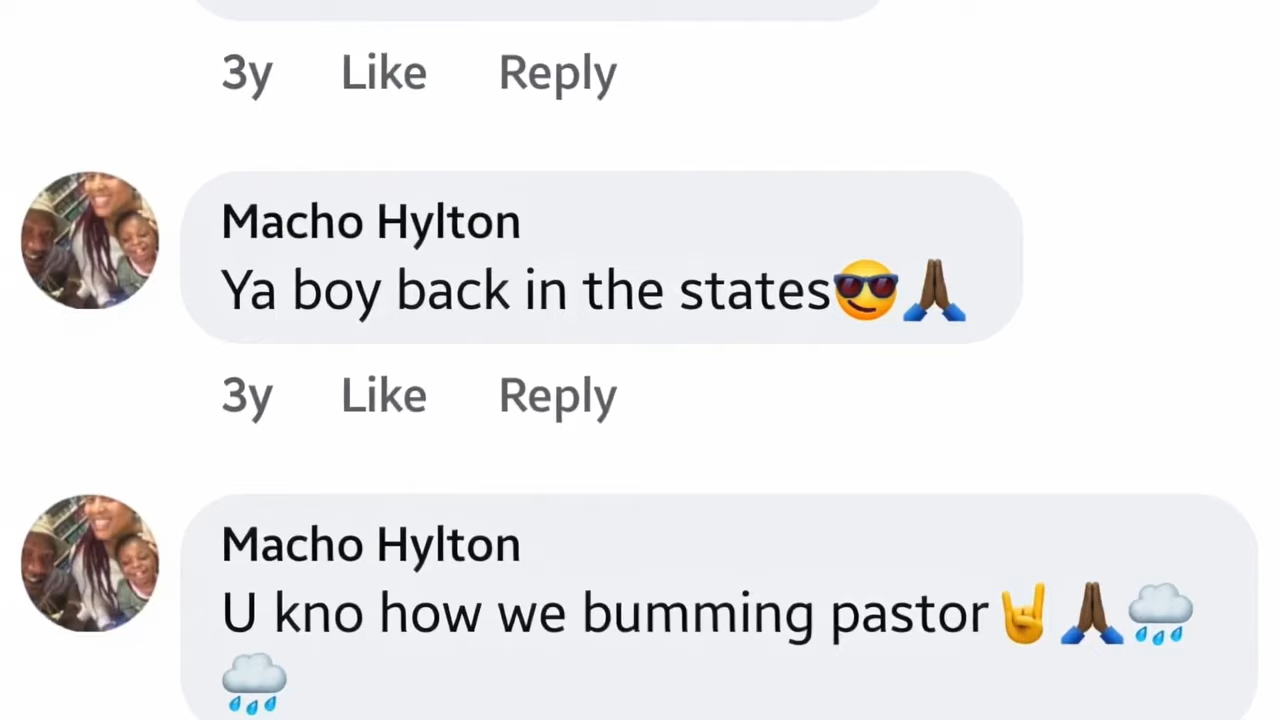 3y Like Reply
Macho Hylton
Ya boy back in the states😎🙏🏿
3y Like Reply
Macho Hylton
U kno how we bumming pastor🤘🙏🏿🌧️
🌧️